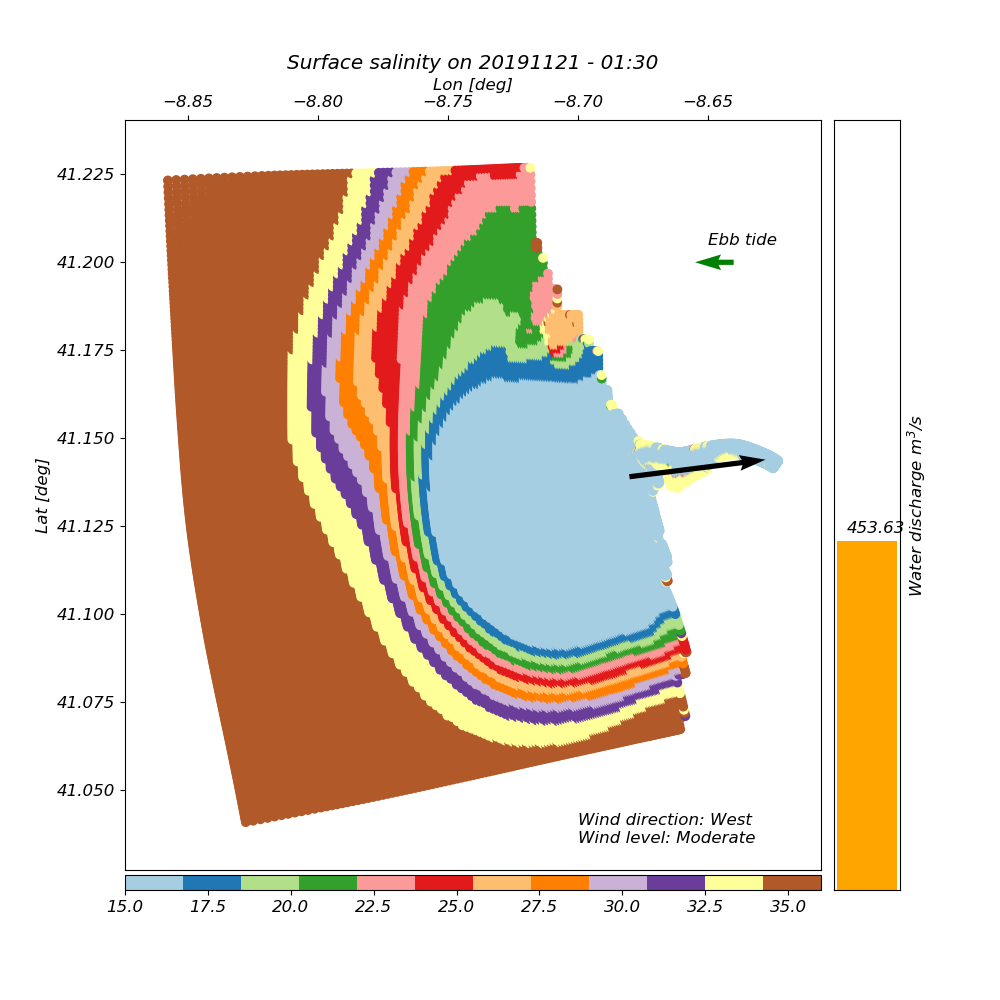 Surface salinity on 20191121 - 01:30
Lon [deg]
−8.85 −8.80 −8.75 −8.70 −8.65
41.225
41.200
41.175
41.150
41.125
41.100
41.075
41.050
Lat [deg]
Ebb tide
Wind direction: West
Wind level: Moderate
453.63
Water discharge m³/s
15.0 17.5 20.0 22.5 25.0 27.5 30.0 32.5 35.0